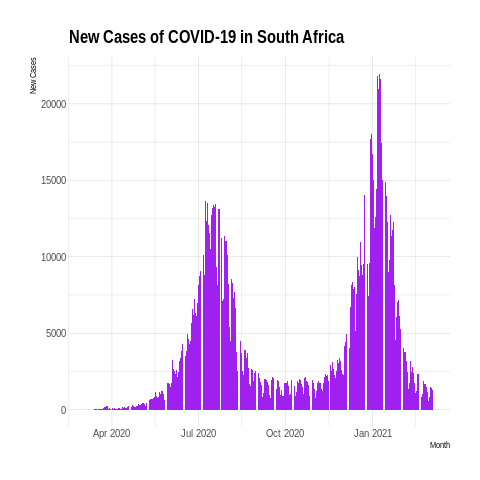 New Cases of COVID-19 in South Africa
New Cases
20000
15000
10000
5000
0
Apr 2020 Jul 2020 Oct 2020 Jan 2021
Month